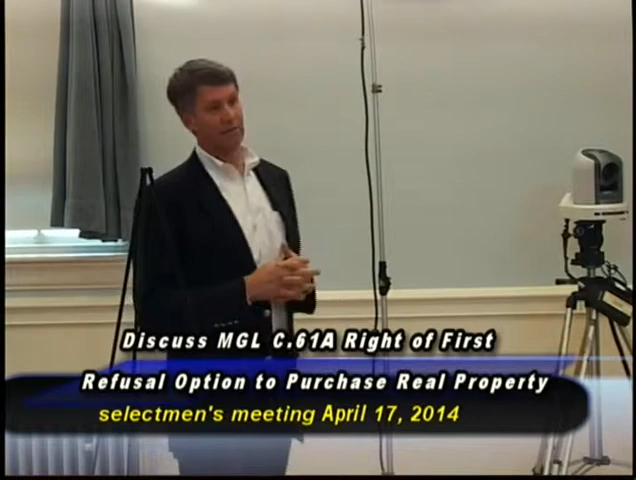 Discuss MGL C.61A Right of First
Refusal Option to Purchase Real Property
selectmen's meeting April 17, 2014